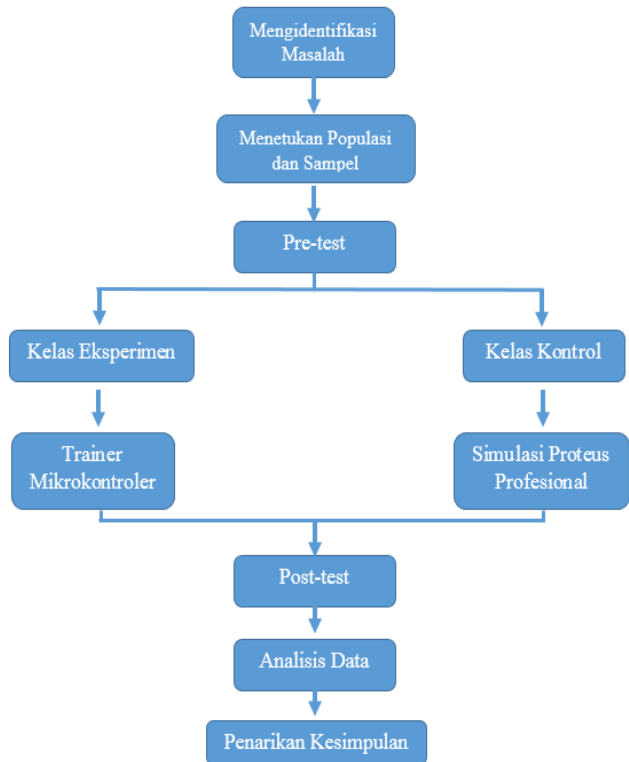 Mengidentifikasi
Masalah
Menetukan Populasi
dan Sampel
Pre-test
Kelas Eksperimen
Kelas Kontrol
Trainer
Mikrokontroler
Simulasi Proteus
Profesional
Post-test
Analisis Data
Penarikan Kesimpulan